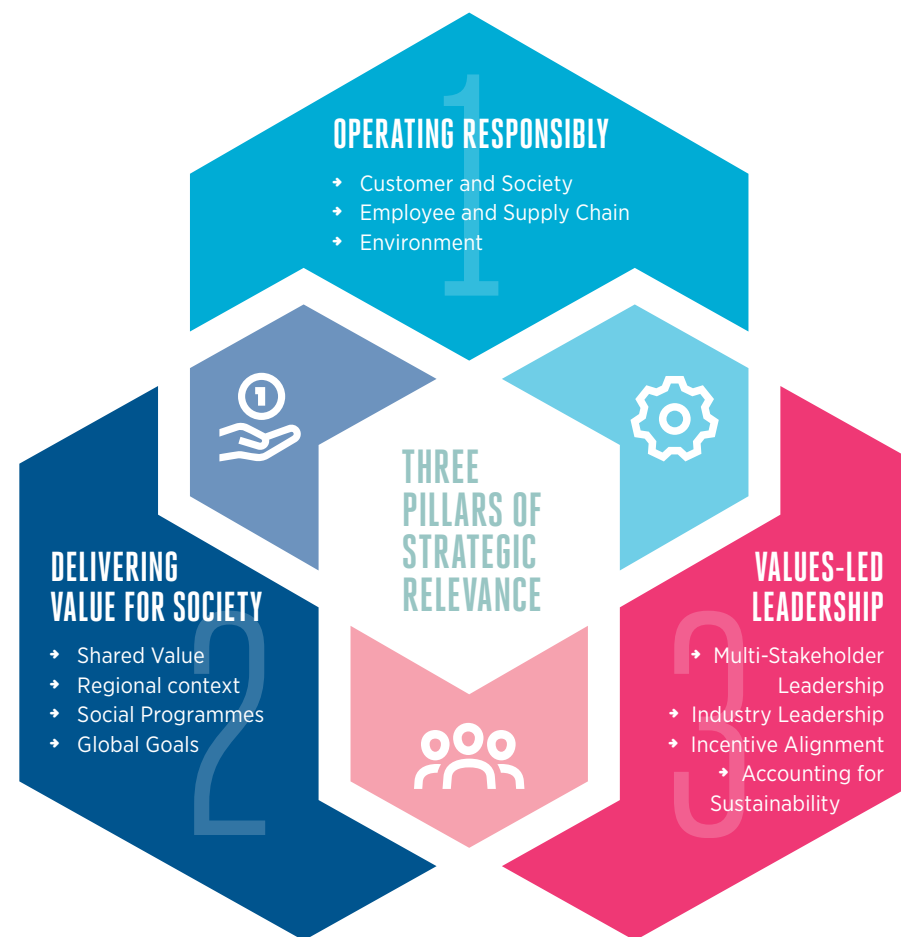 1
OPERATING RESPONSIBLY
Customer and Society
Employee and Supply Chain
Environment
1
THREE
PILLARS OF
STRATEGIC
RELEVANCE
2
DELIVERING
VALUE FOR SOCIETY
Shared Value
Regional context
Social Programmes
Global Goals
3
VALUES-LED
LEADERSHIP
Multi-Stakeholder
Leadership
Industry Leadership
Incentive Alignment
Accounting for
Sustainability